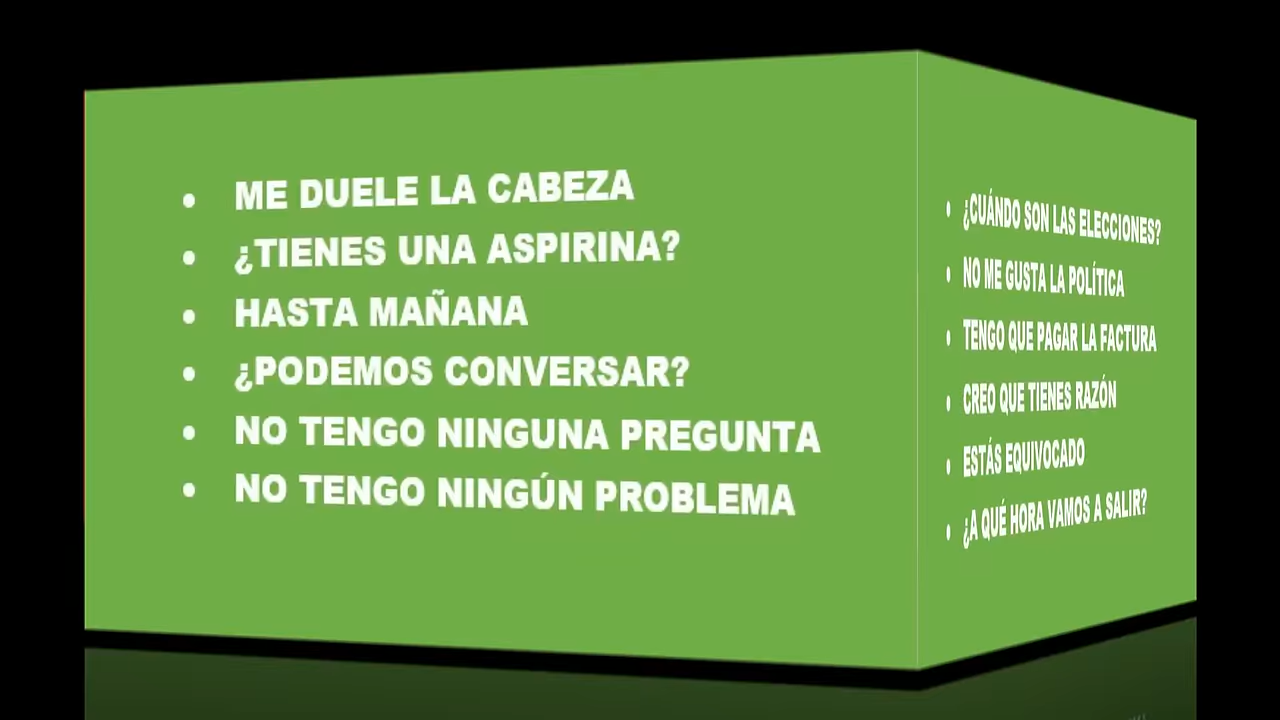 • ME DUELE LA CABEZA
• ¿TIENES UNA ASPIRINA?
• HASTA MAÑANA
• ¿PODEMOS CONVERSAR?
• NO TENGO NINGUNA PREGUNTA
• NO TENGO NINGÚN PROBLEMA
• ¿CUÁNDO SON LAS ELECCIONES?
• NO ME GUSTA LA POLÍTICA
• TENGO QUE PAGAR LA FACTURA
• CREO QUE TIENES RAZÓN
• ESTÁS EQUIVOCADO
• ¿A QUÉ HORA VAMOS A SALIR?